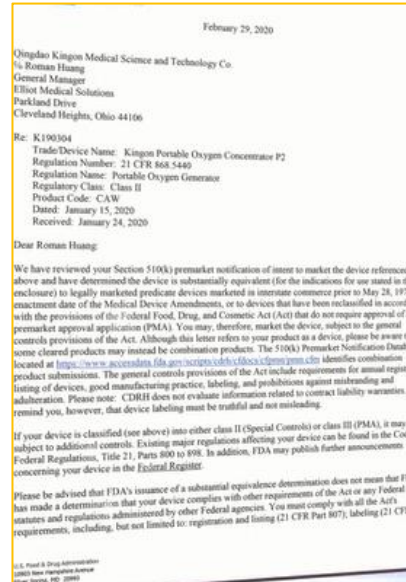 February 29, 2020
Qingdao Kingon Medical Science and Technology Co.
℅ Roman Huang
General Manager
Elliot Medical Solutions
Parkland Drive
Cleveland Heights, Ohio 44106
Re: K190304
Trade/Device Name: Kingon Portable Oxygen Concentrator P2
Regulation Number: 21 CFR 868.5440
Regulation Name: Portable Oxygen Generator
Regulatory Class: Class II
Product Code: CAW
Dated: January 15, 2020
Received: January 24, 2020
Dear Roman Huang:
We have reviewed your Section 510(k) premarket notification of intent to market the device referenced
above and have determined the device is substantially equivalent (for the indications for use stated in the
enclosure) to legally marketed predicate devices marketed in interstate commerce prior to May 28, 197
enactment date of the Medical Device Amendments, or to devices that have been reclassified in accord
with the provisions of the Federal Food, Drug, and Cosmetic Act (Act) that do not require approval of
premarket approval application (PMA). You may, therefore, market the device, subject to the general
controls provisions of the Act. Although this letter refers to your product as a device, please be aware t
some cleared products may instead be combination products. The 510(k) Premarket Notification Datab
located at https://www.accessdata.fda.gov/scripts/cdrh/cfdocs/cfpmn/pmn.cfm identifies combination
product submissions. The general controls provisions of the Act include requirements for annual regist
listing of devices, good manufacturing practice, labeling, and prohibitions against misbranding and
adulteration. Please note: CDRH does not evaluate information related to contract liability warranties.
remind you, however, that device labeling must be truthful and not misleading.
If your device is classified (see above) into either class II (Special Controls) or class III (PMA), it may
subject to additional controls. Existing major regulations affecting your device can be found in the Cod
Federal Regulations, Title 21, Parts 800 to 898. In addition, FDA may publish further announcements
concerning your device in the Federal Register.
Please be advised that FDA's issuance of a substantial equivalence determination does not mean that F
has made a determination that your device complies with other requirements of the Act or any Federal
statutes and regulations administered by other Federal agencies. You must comply with all the Act's
requirements, including, but not limited to: registration and listing (21 CFR Part 807); labeling (21 CFR
U.S. Food & Drug Administration
10903 New Hampshire Avenue
Silver Spring, MD 20993